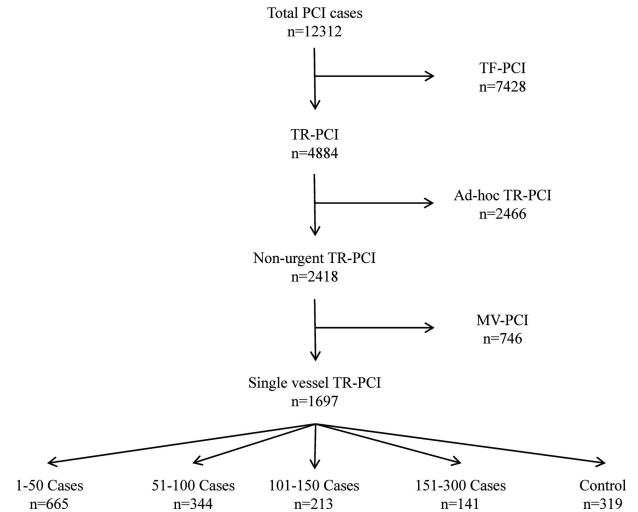 Total PCI cases
n=12312
TF-PCI
n=7428
TR-PCI
n=4884
Ad-hoc TR-PCI
n=2466
Non-urgent TR-PCI
n=2418
MV-PCI
n=746
Single vessel TR-PCI
n=1697
1-50 Cases
n=665
51-100 Cases
n=344
101-150 Cases
n=213
151-300 Cases
n=141
Control
n=319